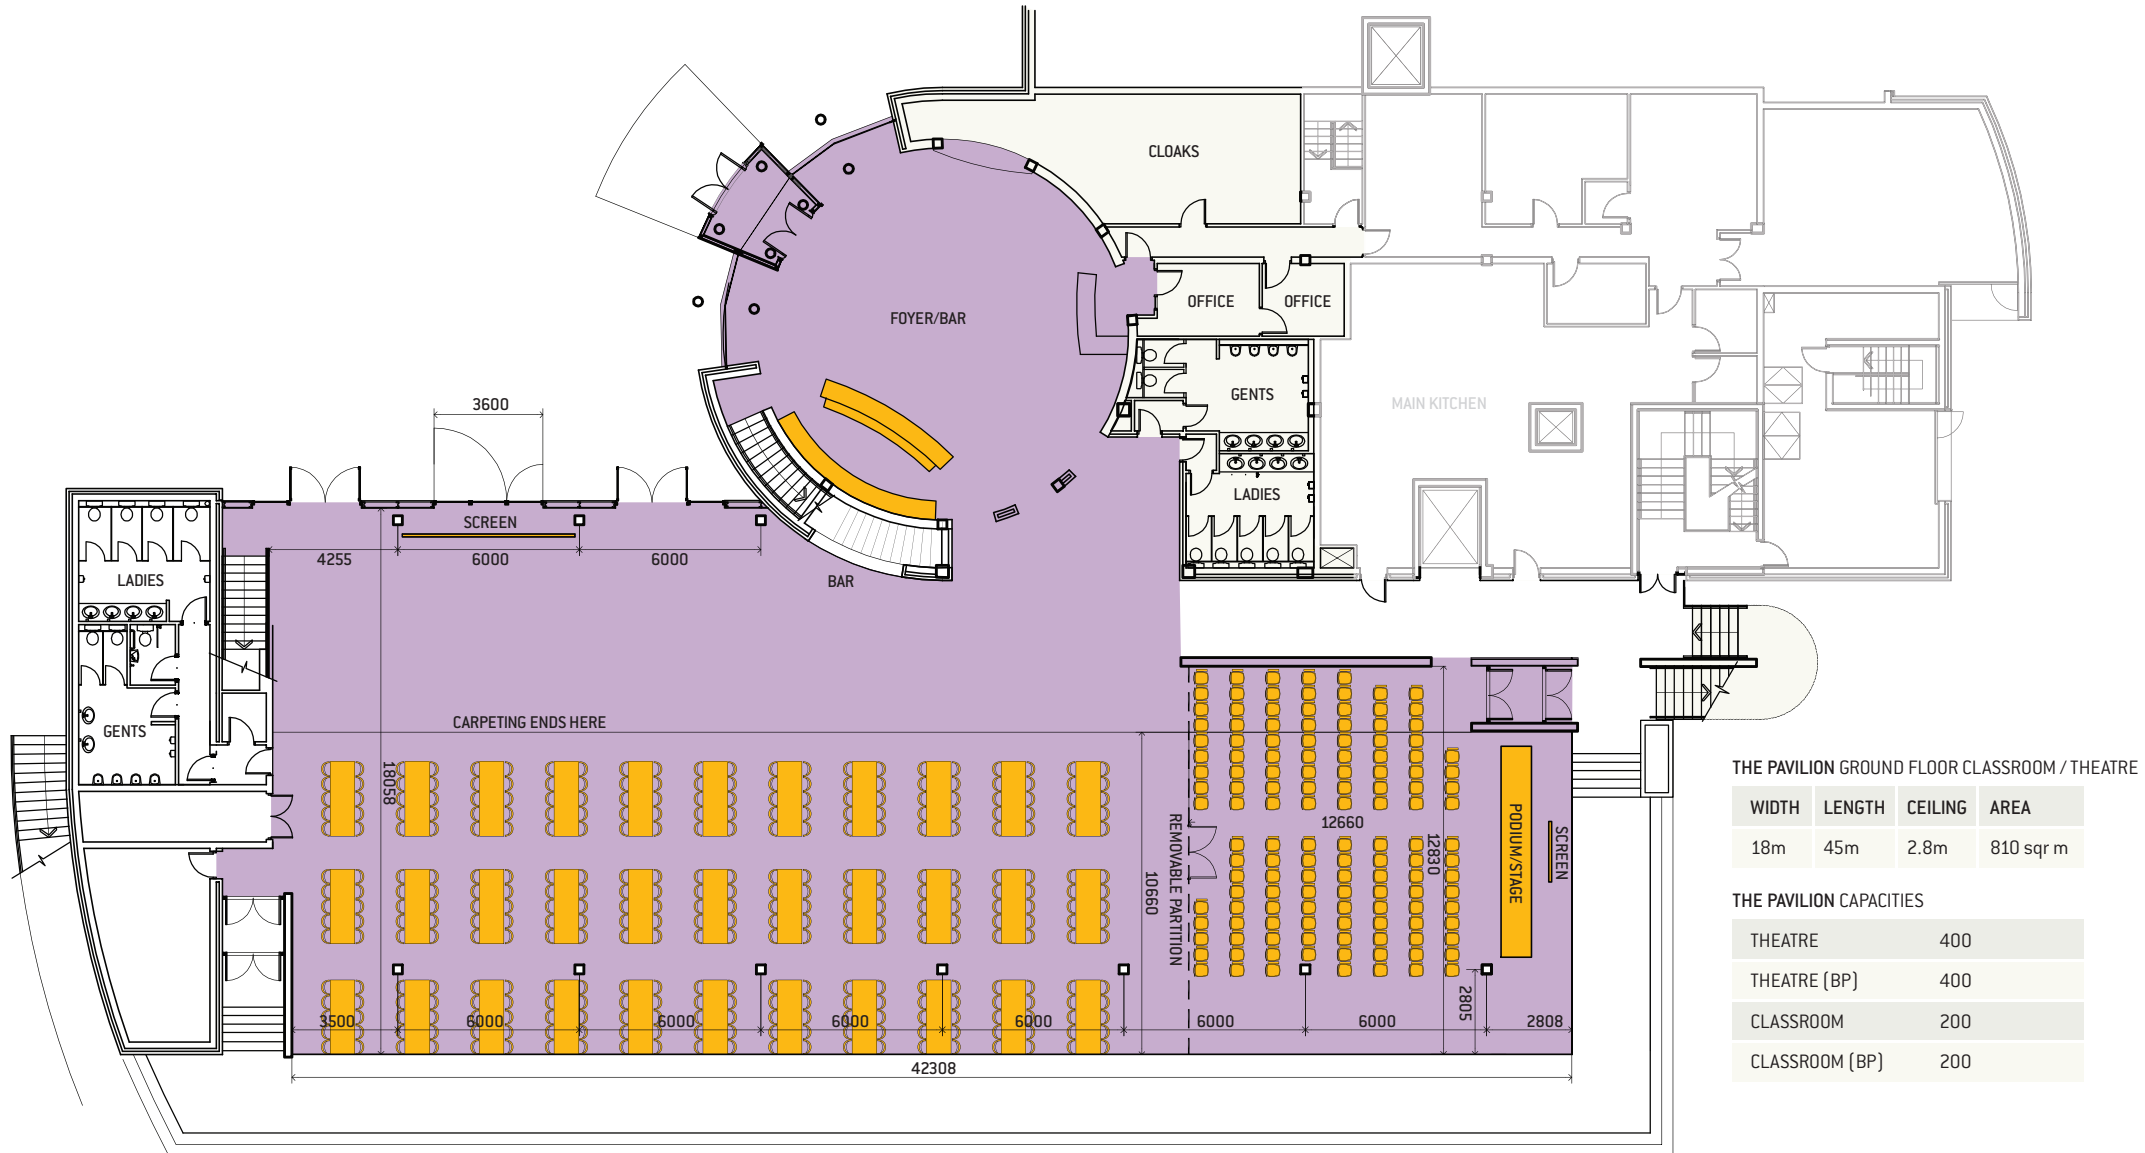 CLOAKS
OFFICE
OFFICE
FOYER/BAR
GENTS
MAIN KITCHEN
3600
LADIES
SCREEN
4255
6000
6000
BAR
LADIES
GENTS
CARPETING ENDS HERE
18058
REMOVABLE PARTITION
12660
12830
10660
PODIUM/STAGE
SCREEN
2805
3500
6000
6000
6000
6000
6000
6000
2808
42308
THE PAVILION GROUND FLOOR CLASSROOM / THEATRE
WIDTH LENGTH CEILING AREA
18m 45m 2.8m 810 sqr m
THE PAVILION CAPACITIES
THEATRE 400
THEATRE (BP) 400
CLASSROOM 200
CLASSROOM (BP) 200